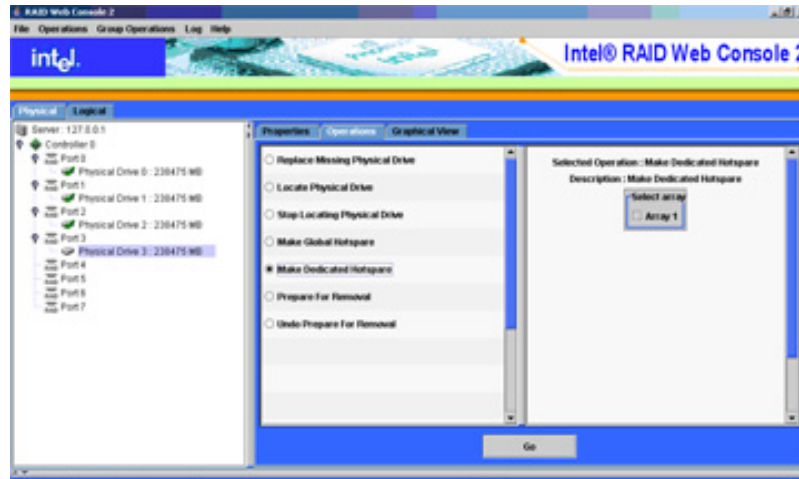 RAID Web Console 2
File Operations Group Operations Log Help
intel.
Intel® RAID Web Console 2
Physical Logical
Server: 127.0.0.1
Controller 0
Port 0
Physical Drive 0 : 238475 MB
Port 1
Physical Drive 1 : 238475 MB
Port 2
Physical Drive 2 : 238475 MB
Port 3
Physical Drive 3 : 238475 MB
Port 4
Port 5
Port 6
Port 7
Properties Operations Graphical View
Replace Missing Physical Drive
Locate Physical Drive
Stop Locating Physical Drive
Make Global Hotspare
Make Dedicated Hotspare
Prepare For Removal
Undo Prepare For Removal
Selected Operation : Make Dedicated Hotspare
Description : Make Dedicated Hotspare
Select array
Array 1
Go